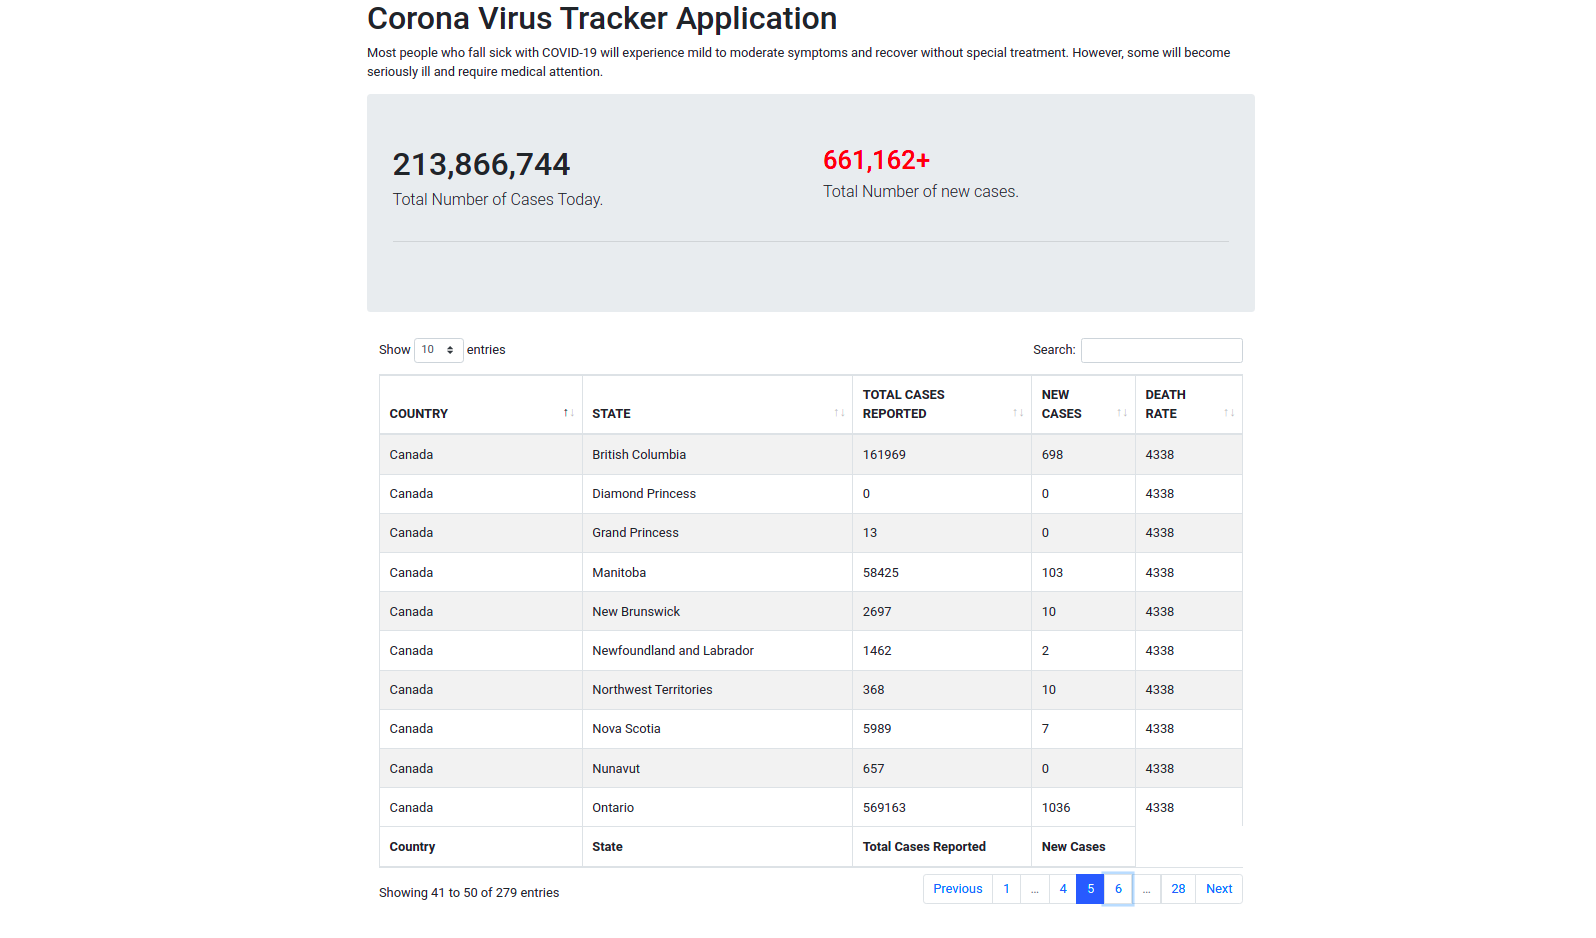 Corona Virus Tracker Application
Most people who fall sick with COVID-19 will experience mild to moderate symptoms and recover without special treatment. However, some will become
seriously ill and require medical attention.
213,866,744
Total Number of Cases Today.
661,162+
Total Number of new cases.
Show 10 entries
Search:
COUNTRY STATE TOTAL CASES REPORTED NEW CASES DEATH RATE
Canada British Columbia 161969 698 4338
Canada Diamond Princess 0 0 4338
Canada Grand Princess 13 0 4338
Canada Manitoba 58425 103 4338
Canada New Brunswick 2697 10 4338
Canada Newfoundland and Labrador 1462 2 4338
Canada Northwest Territories 368 10 4338
Canada Nova Scotia 5989 7 4338
Canada Nunavut 657 0 4338
Canada Ontario 569163 1036 4338
Country State Total Cases Reported New Cases
Showing 41 to 50 of 279 entries
Previous 1 … 4 5 6 … 28 Next